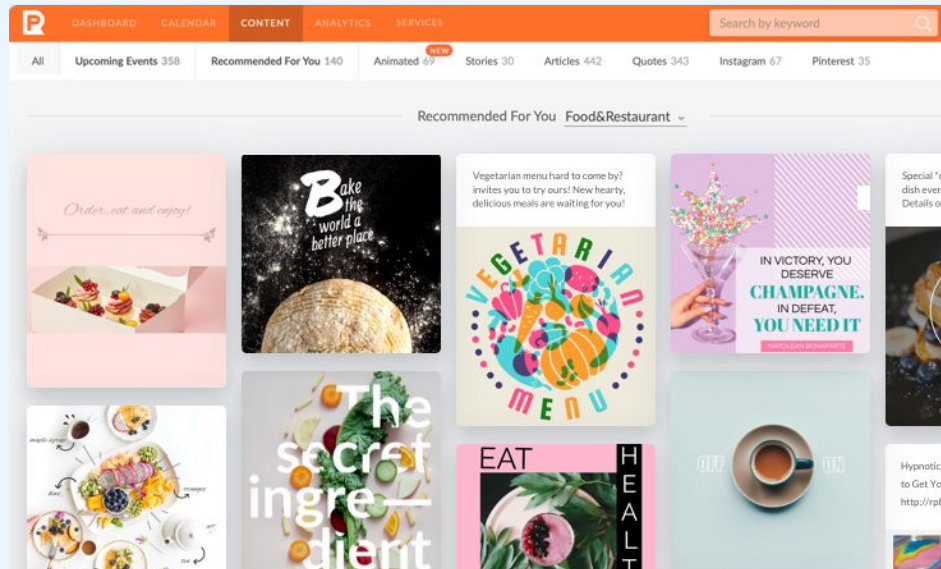 DASHBOARD CALENDAR CONTENT ANALYTICS SERVICES Search by keyword
NEW
All Upcoming Events 358 Recommended For You 140 Animated 69 Stories 30 Articles 442 Quotes 343 Instagram 67 Pinterest 35
Recommended For You Food&Restaurant
Order, eat and enjoy!
Bake
the
world a
better place
Vegetarian menu hard to come by?
invites you to try ours! New hearty,
delicious meals are waiting for you!
VEGETARIAN
MENU
IN VICTORY, YOU
DESERVE
CHAMPAGNE.
IN DEFEAT,
YOU NEED IT
NAPOLEAN BONAPARTE
Special
dish
Details
maple syrup
The
secret
ingre—
dient
EAT
HEALT
OFF ON
Hypnotic
to Get Yo
http://rpl